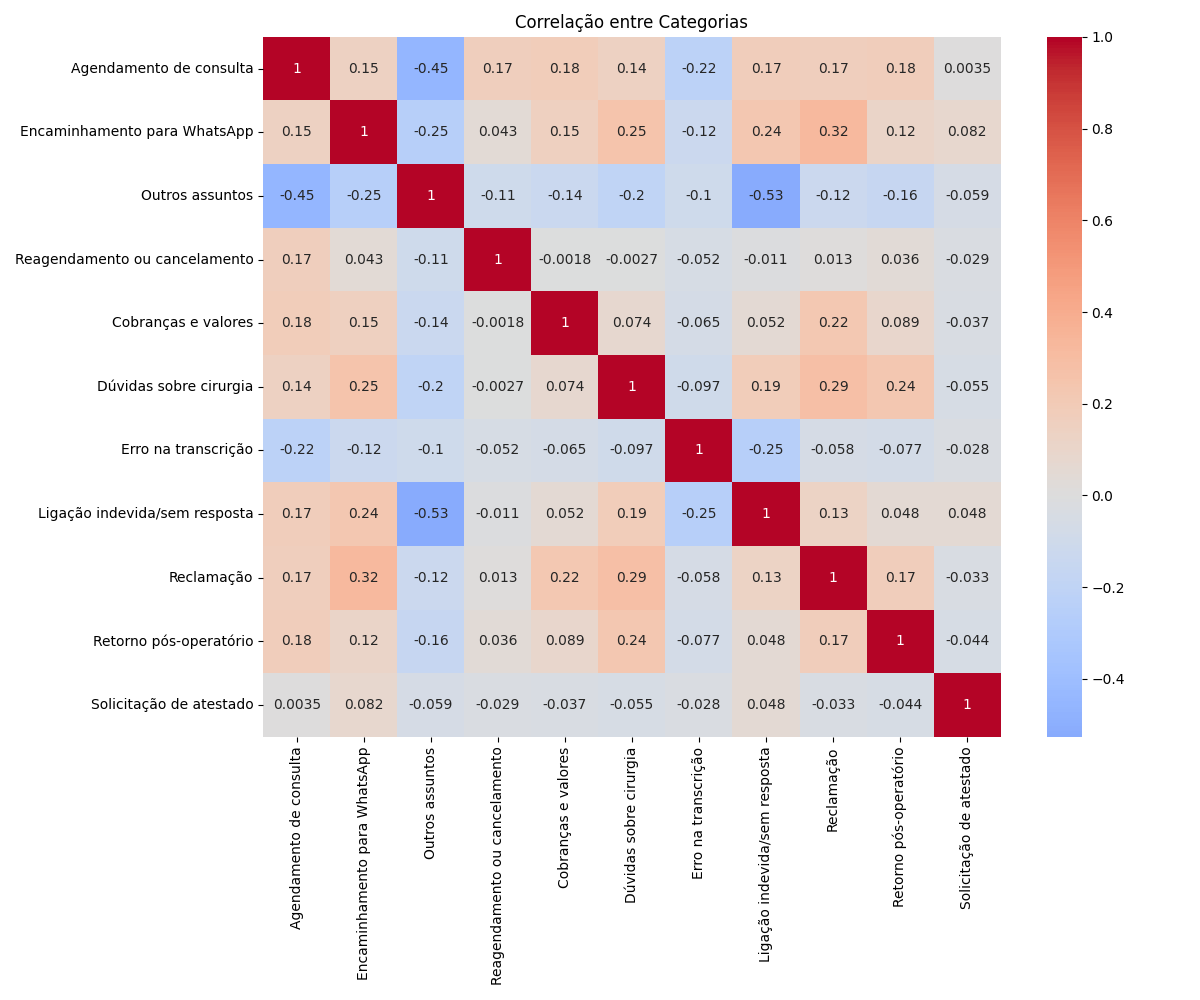 Correlação entre Categorias
Agendamento de consulta 1 0.15 -0.45 0.17 0.18 0.14 -0.22 0.17 0.17 0.18 0.0035
Encaminhamento para WhatsApp 0.15 1 -0.25 0.043 0.15 0.25 -0.12 0.24 0.32 0.12 0.082
Outros assuntos -0.45 -0.25 1 -0.11 -0.14 -0.2 -0.1 -0.53 -0.12 -0.16 -0.059
Reagendamento ou cancelamento 0.17 0.043 -0.11 1 -0.0018 -0.0027 -0.052 -0.011 0.013 0.036 -0.029
Cobranças e valores 0.18 0.15 -0.14 -0.0018 1 0.074 -0.065 0.052 0.22 0.089 -0.037
Dúvidas sobre cirurgia 0.14 0.25 -0.2 -0.0027 0.074 1 -0.097 0.19 0.29 0.24 -0.055
Erro na transcrição -0.22 -0.12 -0.1 -0.052 -0.065 -0.097 1 -0.25 -0.058 -0.077 -0.028
Ligação indevida/sem resposta 0.17 0.24 -0.53 -0.011 0.052 0.19 -0.25 1 0.13 0.048 0.048
Reclamação 0.17 0.32 -0.12 0.013 0.22 0.29 -0.058 0.13 1 0.17 -0.033
Retorno pós-operatório 0.18 0.12 -0.16 0.036 0.089 0.24 -0.077 0.048 0.17 1 -0.044
Solicitação de atestado 0.0035 0.082 -0.059 -0.029 -0.037 -0.055 -0.028 0.048 -0.033 -0.044 1
Agendamento de consulta
Encaminhamento para WhatsApp
Outros assuntos
Reagendamento ou cancelamento
Cobranças e valores
Dúvidas sobre cirurgia
Erro na transcrição
Ligação indevida/sem resposta
Reclamação
Retorno pós-operatório
Solicitação de atestado
1.0
0.8
0.6
0.4
0.2
0.0
−0.2
−0.4